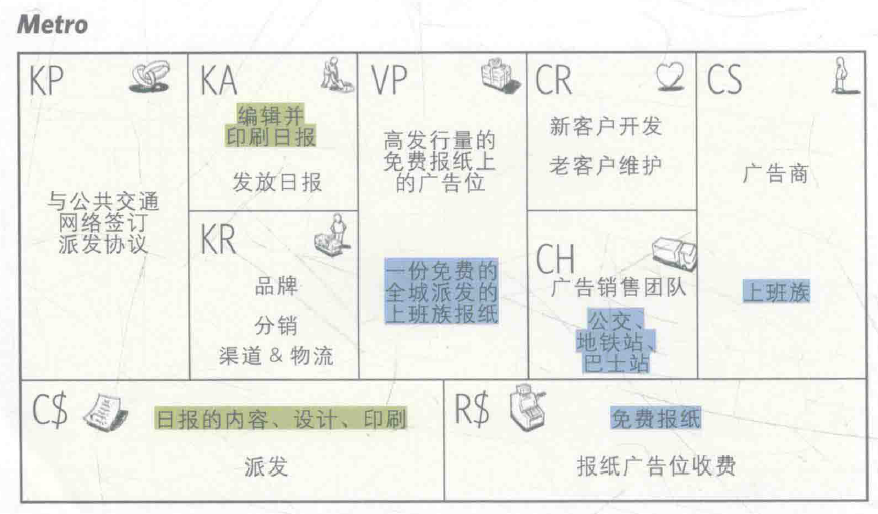 Metro
KP
与公共交通
网络签订
派发协议
KA
编辑并
印刷日报
发放日报
KR
品牌
分销
渠道 & 物流
VP
高发行量的
免费报纸上
的广告位
一份免费的
全城派发的
上班族报纸
CR
新客户开发
老客户维护
CH
广告销售团队
公交、
地铁站、
巴士站
CS
广告商
上班族
C$
日报的内容、设计、印刷
派发
R$
免费报纸
报纸广告位收费